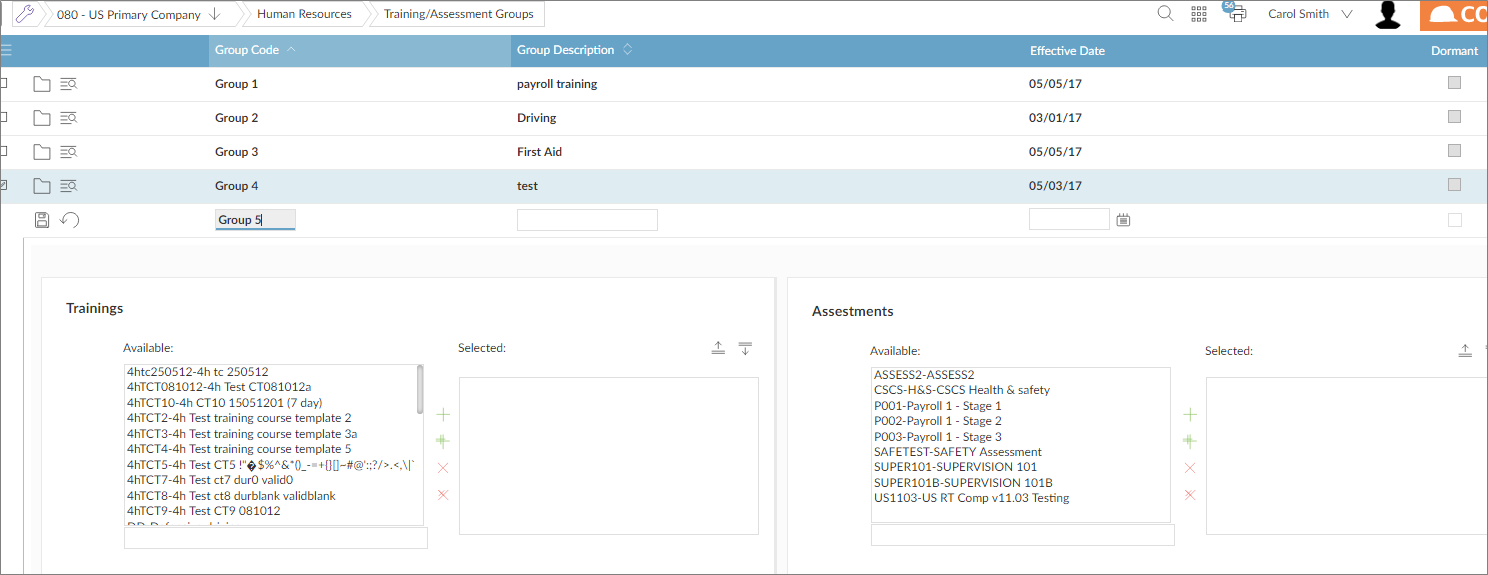 080 - US Primary Company Human Resources Training/Assessment Groups 56 Carol Smith CO
Group Code Group Description Effective Date Dormant
Group 1 payroll training 05/05/17
Group 2 Driving 03/01/17
Group 3 First Aid 05/05/17
Group 4 test 05/03/17
Group 5
Trainings
Available: Selected:
4htc250512-4h tc 250512
4hTCT081012-4h Test CT081012a
4hTCT10-4h CT10 15051201 (7 day)
4hTCT2-4h Test training course template 2
4hTCT3-4h Test training course template 3a
4hTCT4-4h Test training course template 5
4hTCT5-4h Test CT5 !"�$%^&*()_-=+{}[]~#@':;?/>.<,\|`
4hTCT7-4h Test ct7 dur0 valid0
4hTCT8-4h Test ct8 durblank validblank
4hTCT9-4h Test CT9 081012
Assestments
Available: Selected:
ASSESS2-ASSESS2
CSCS-H&S-CSCS Health & safety
P001-Payroll 1 - Stage 1
P002-Payroll 1 - Stage 2
P003-Payroll 1 - Stage 3
SAFETEST-SAFETY Assessment
SUPER101-SUPERVISION 101
SUPER101B-SUPERVISION 101B
US1103-US RT Comp v11.03 Testing